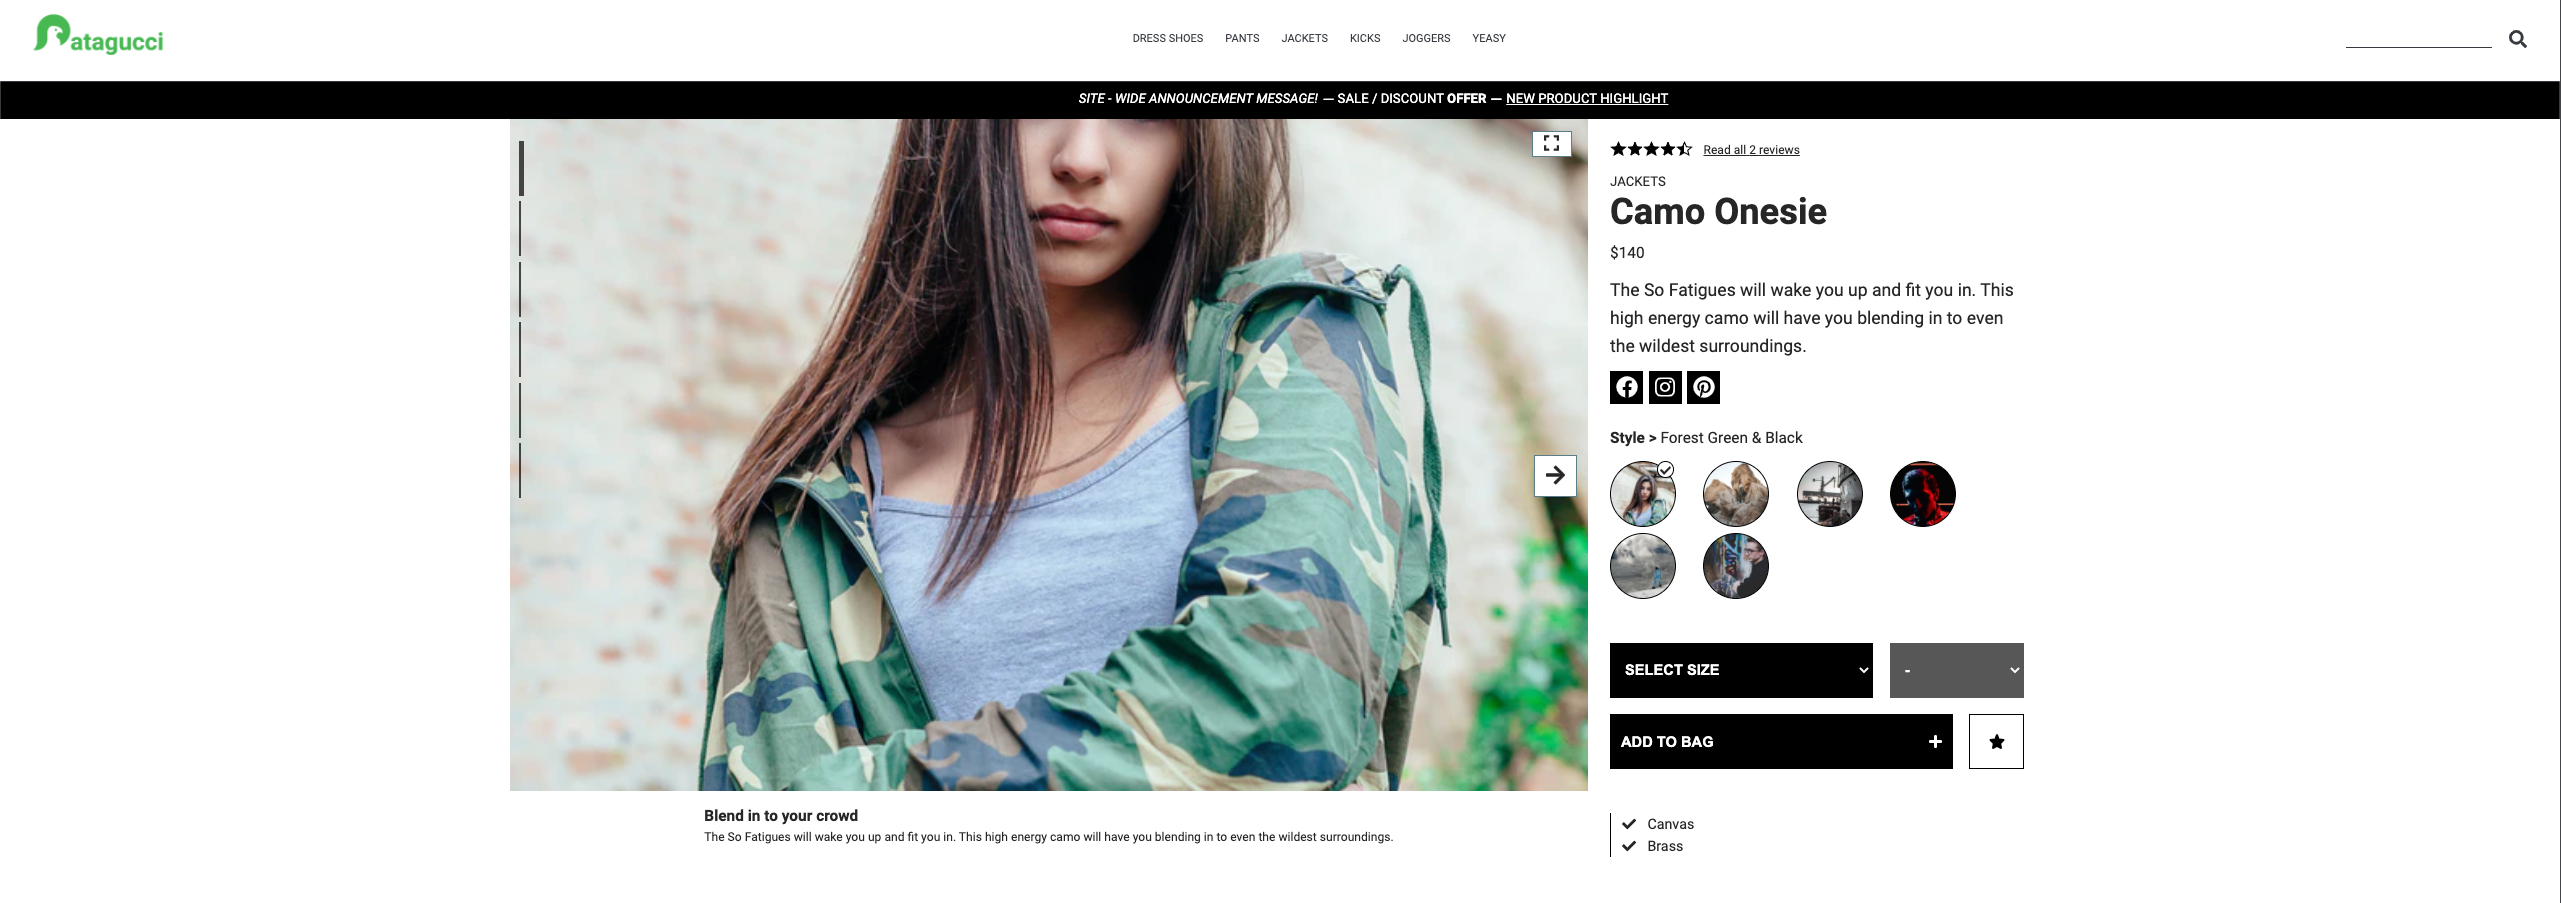 atagucci
DRESS SHOES PANTS JACKETS KICKS JOGGERS YEASY
SITE - WIDE ANNOUNCEMENT MESSAGE! — SALE / DISCOUNT OFFER — NEW PRODUCT HIGHLIGHT
Read all 2 reviews
JACKETS
Camo Onesie
$140
The So Fatigues will wake you up and fit you in. This
high energy camo will have you blending in to even
the wildest surroundings.
Style > Forest Green & Black
SELECT SIZE -
ADD TO BAG +
Blend in to your crowd
The So Fatigues will wake you up and fit you in. This high energy camo will have you blending in to even the wildest surroundings.
Canvas
Brass